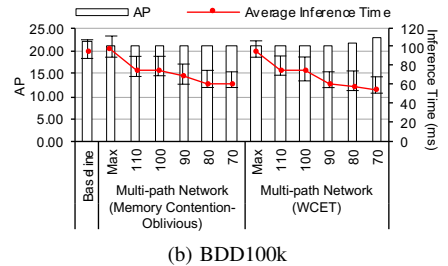 AP
Average Inference Time
25.00
20.00
15.00
10.00
5.00
0.00
AP
120
100
80
60
40
20
0
Inference Time
(ms)
Baseline
Max
110
100
90
80
70
Max
110
100
90
80
70
Multi-path Network
(Memory Contention-
Oblivious)
Multi-path Network
(WCET)
(b) BDD100k